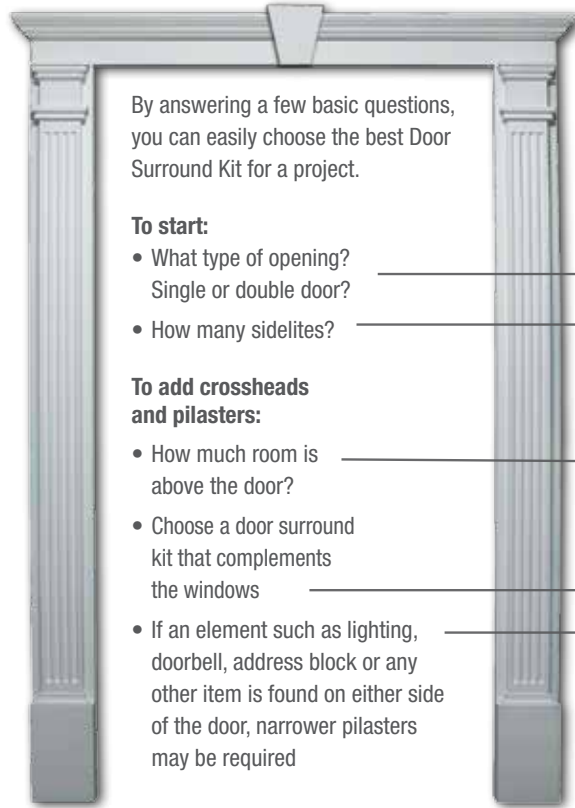 By answering a few basic questions,
you can easily choose the best Door
Surround Kit for a project.
To start:
• What type of opening?
Single or double door?
• How many sidelites?
To add crossheads
and pilasters:
• How much room is
above the door?
• Choose a door surround
kit that complements
the windows
• If an element such as lighting,
doorbell, address block or any
other item is found on either side
of the door, narrower pilasters
may be required